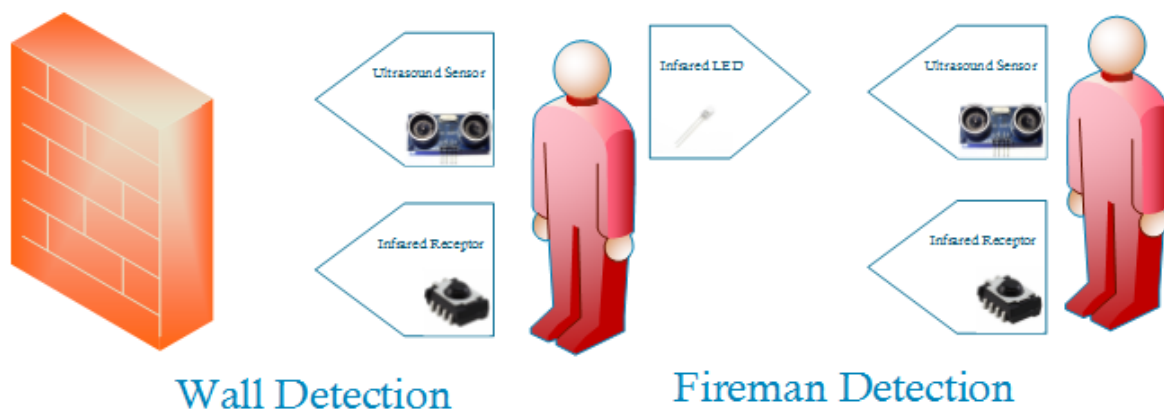 Ultrasound Sensor
Infrared LED
Ultrasound Sensor
Infrared Receptor
Infrared Receptor
Wall Detection
Fireman Detection